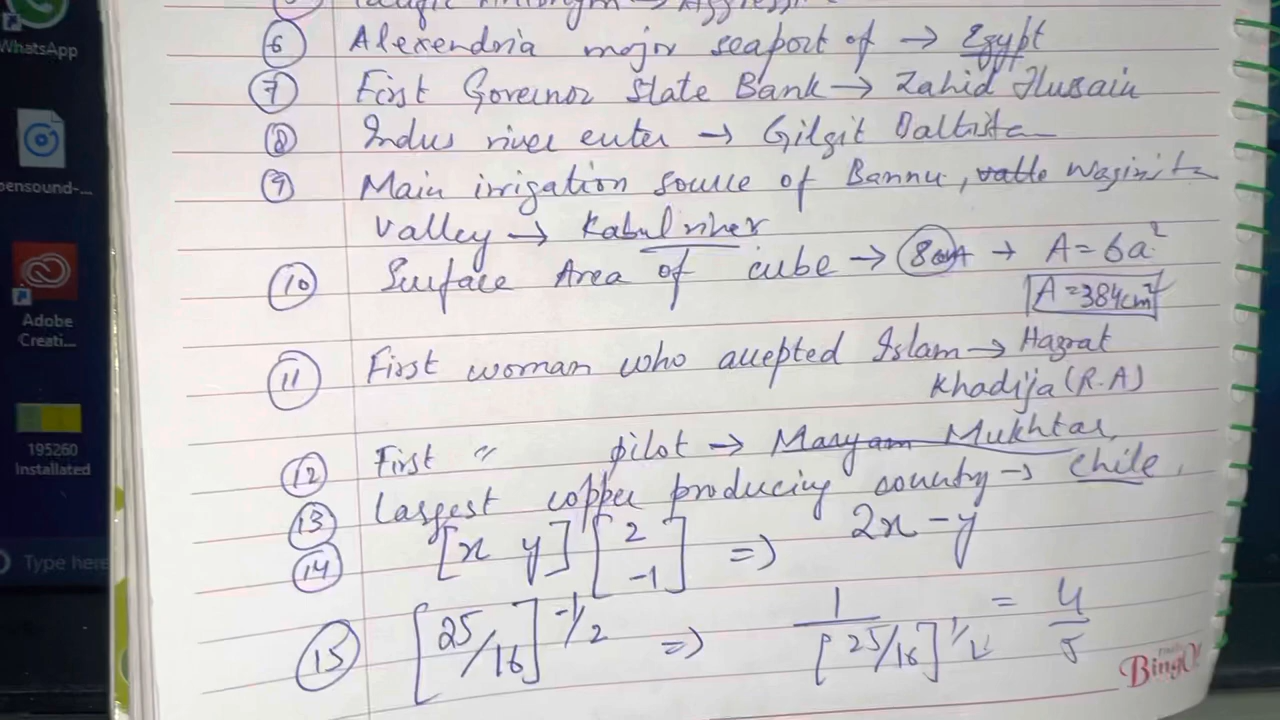 WhatsApp
pensound-...
Adobe
Creati...
195260
Installated
Type here
6 Alexendria major seaport of → Egypt
7 First Governor State Bank → Zahid Husain
8 Indus river enter → Gilgit Baltistan
9 Main irrigation source of Bannu, Wazirista
Valley → Kabul river
10 Surface Area of cube → 8cm → A = 6a²
A = 384cm²
11 First woman who accepted Islam → Hazrat
Khadija (R.A)
12 First " pilot → Maryam Mukhtar,
13 Largest copper producing country → Chile,
14 [x y] [2 -1] ⇒ 2x - y
15 [25/16]^-1/2 ⇒ 1/[25/16]^1/2 = 4/5
BingO!